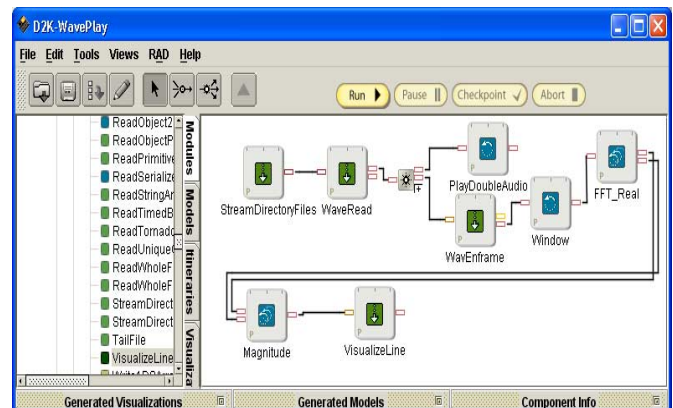 D2K-WavePlay
File Edit Tools Views RAD Help
Run Pause Checkpoint Abort
ReadObject2
ReadObjectP
ReadPrimitive
ReadSerialize
ReadStringAr
ReadTimedB
ReadTornado
ReadUnique
ReadWholeF
ReadWholeF
StreamDirect
StreamDirect
TailFile
VisualizeLine
Modules
Models
Itineraries
Visualiza
StreamDirectoryFiles
WaveRead
PlayDoubleAudio
FFT_Real
WavEnframe
Window
Magnitude
VisualizeLine
Generated Visualizations
Generated Models
Component Info